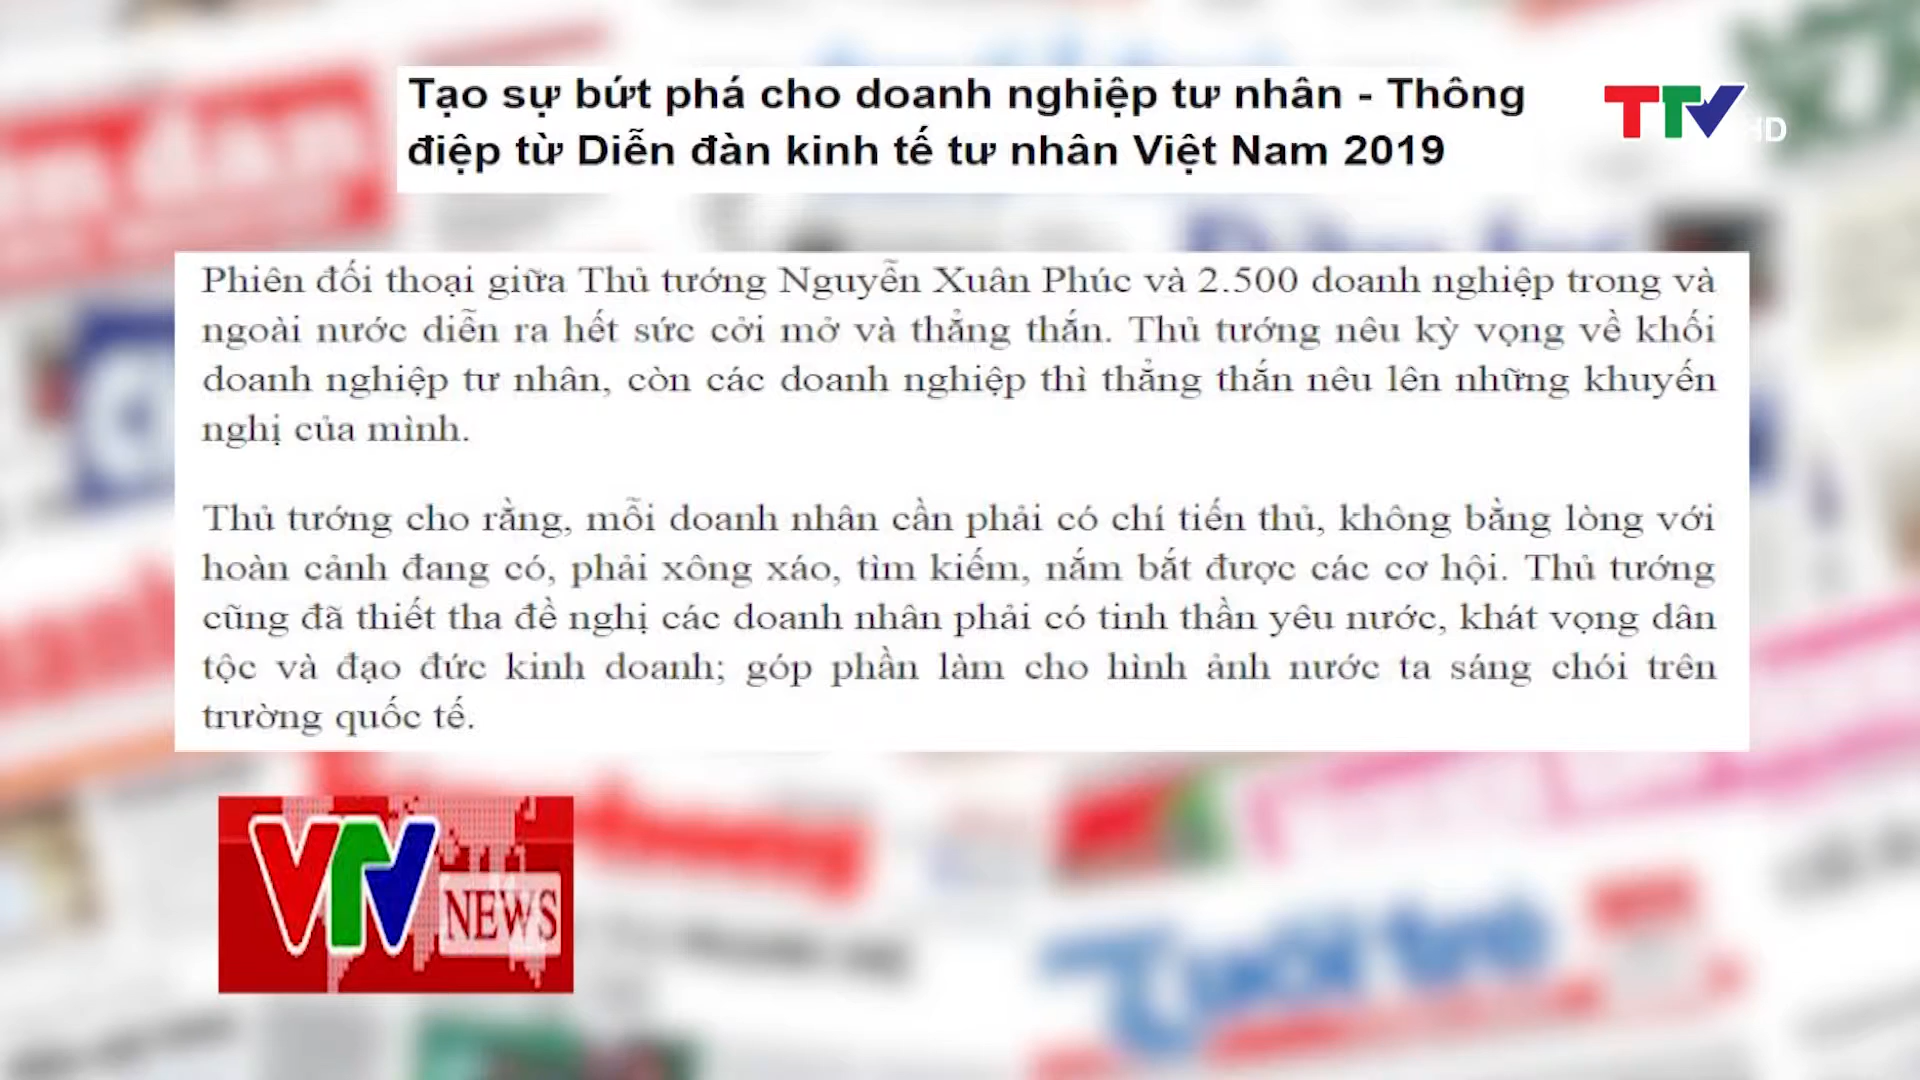 Tạo sự bứt phá cho doanh nghiệp tư nhân - Thông
điệp từ Diễn đàn kinh tế tư nhân Việt Nam 2019
TTV HD
Phiên đối thoại giữa Thủ tướng Nguyễn Xuân Phúc và 2.500 doanh nghiệp trong và
ngoài nước diễn ra hết sức cởi mở và thẳng thắn. Thủ tướng nêu kỳ vọng về khối
doanh nghiệp tư nhân, còn các doanh nghiệp thì thẳng thắn nêu lên những khuyến
nghị của mình.
Thủ tướng cho rằng, mỗi doanh nhân cần phải có chí tiến thủ, không bằng lòng với
hoàn cảnh đang có, phải xông xáo, tìm kiếm, nắm bắt được các cơ hội. Thủ tướng
cũng đã thiết tha đề nghị các doanh nhân phải có tinh thần yêu nước, khát vọng dân
tộc và đạo đức kinh doanh; góp phần làm cho hình ảnh nước ta sáng chói trên
trường quốc tế.
VTV NEWS
Tuổi trẻ